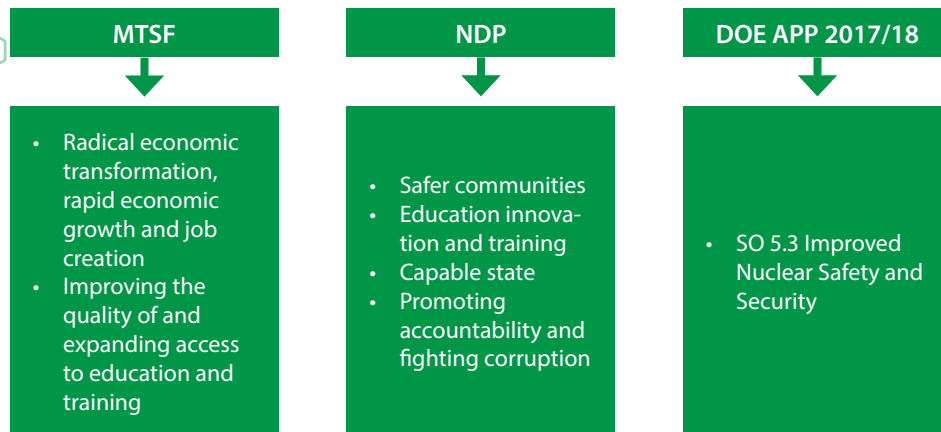 MTSF
• Radical economic
transformation,
rapid economic
growth and job
creation
• Improving the
quality of and
expanding access
to education and
training
NDP
• Safer communities
• Education innova-
tion and training
• Capable state
• Promoting
accountability and
fighting corruption
DOE APP 2017/18
• SO 5.3 Improved
Nuclear Safety and
Security